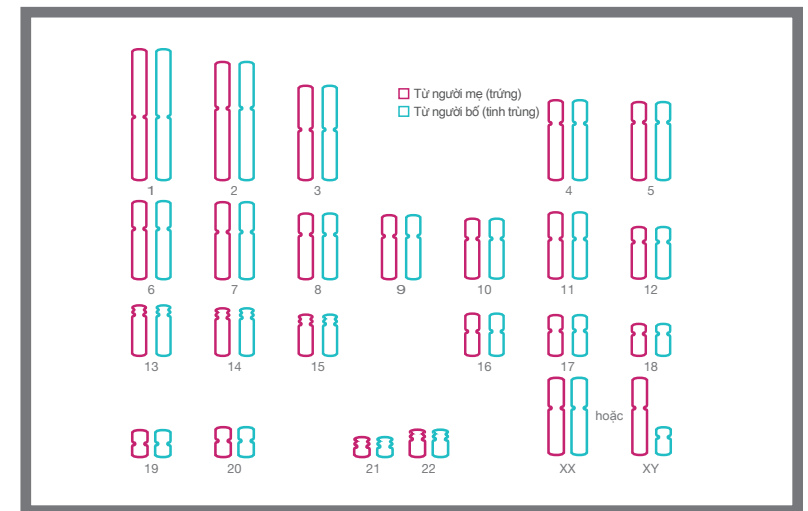 Từ người mẹ (trứng)
Từ người bố (tinh trùng)
1 2 3 4 5
6 7 8 9 10 11 12
13 14 15 16 17 18
hoặc
19 20 21 22 XX XY